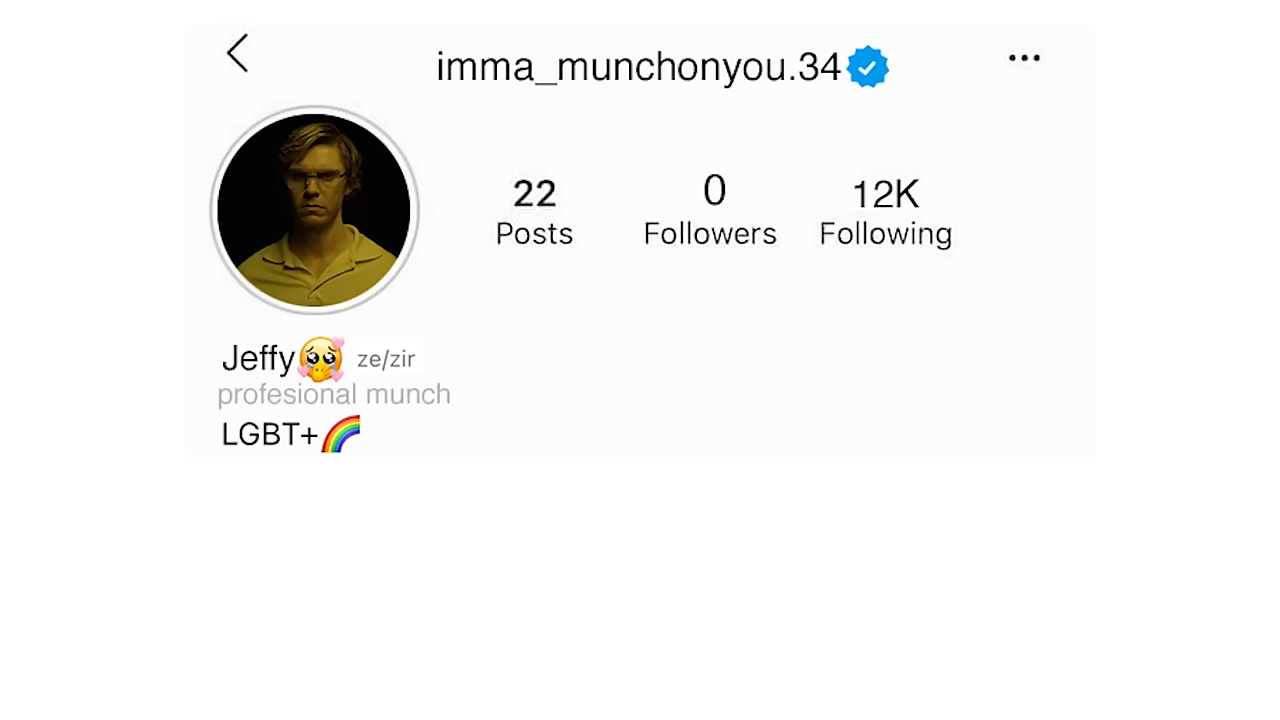 imma_munchonyou.34
22 0 12K
Posts Followers Following
Jeffy🥰 ze/zir
profesional munch
LGBT+🌈